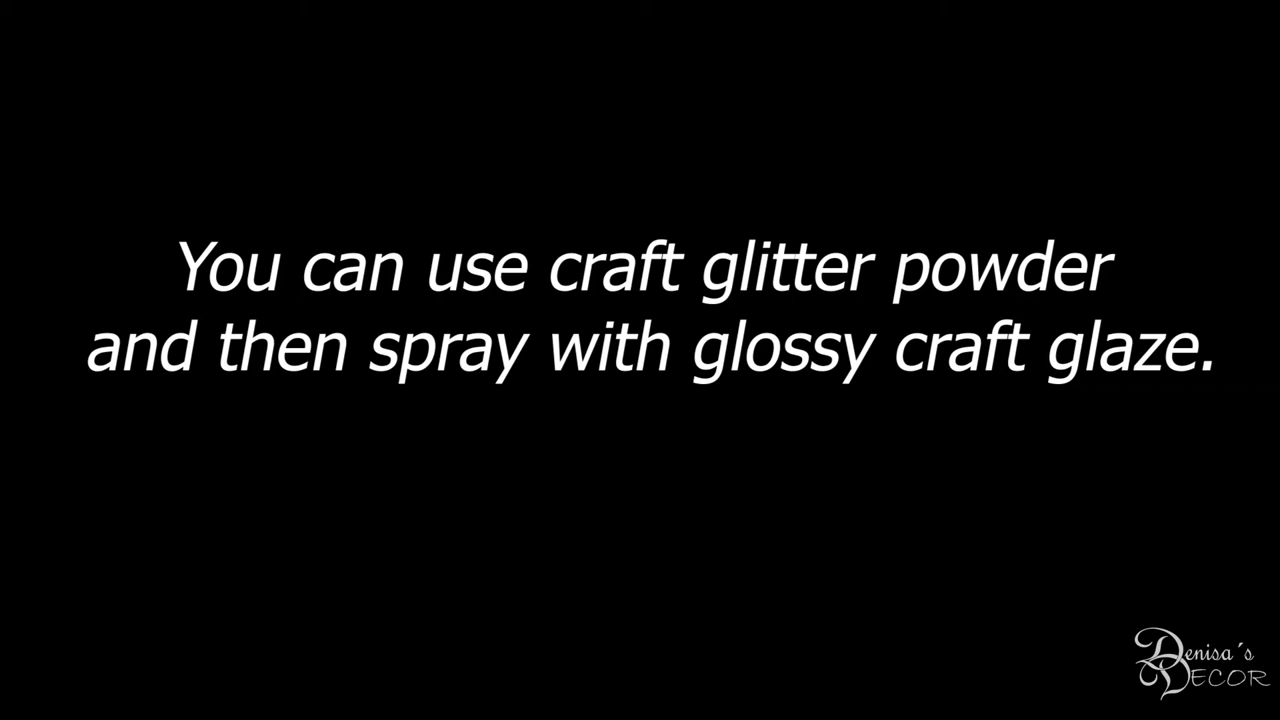 You can use craft glitter powder
and then spray with glossy craft glaze.
Denisa´s
DECOR